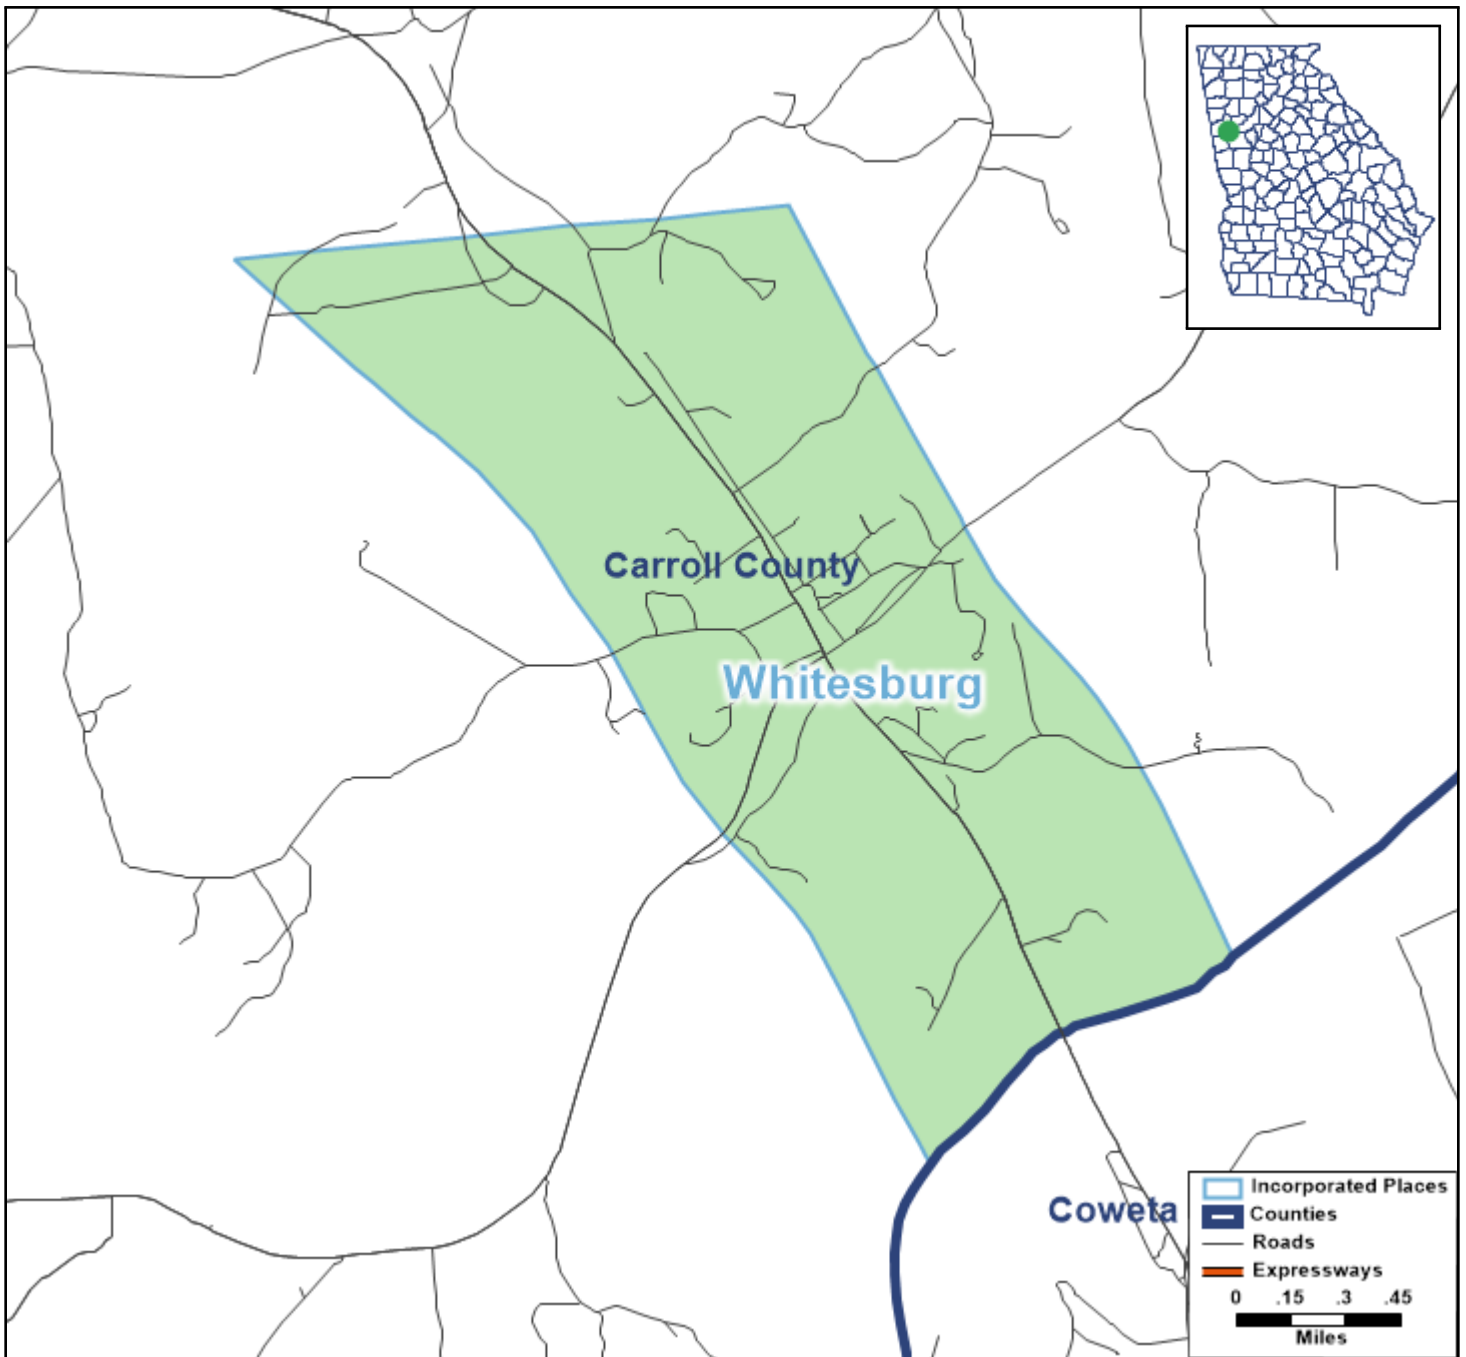 Carroll County
Whitesburg
Coweta
Incorporated Places
Counties
Roads
Expressways
0 .15 .3 .45
Miles